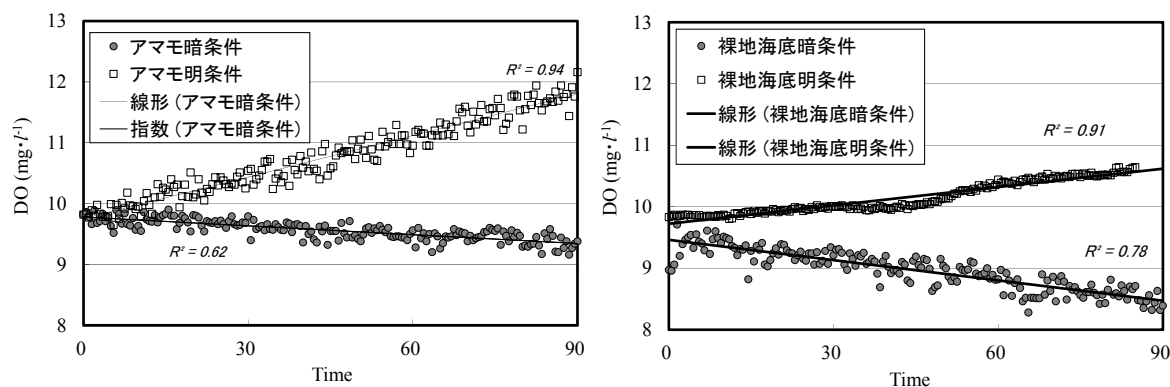 13
12
11
10
9
8
DO (mg・l⁻¹)
アマモ暗条件
アマモ明条件
線形 (アマモ暗条件)
指数 (アマモ暗条件)
R² = 0.94
R² = 0.62
0
30
60
90
Time
13
12
11
10
9
8
DO (mg・l⁻¹)
裸地海底暗条件
裸地海底明条件
線形 (裸地海底暗条件)
線形 (裸地海底明条件)
R² = 0.91
R² = 0.78
0
30
60
90
Time